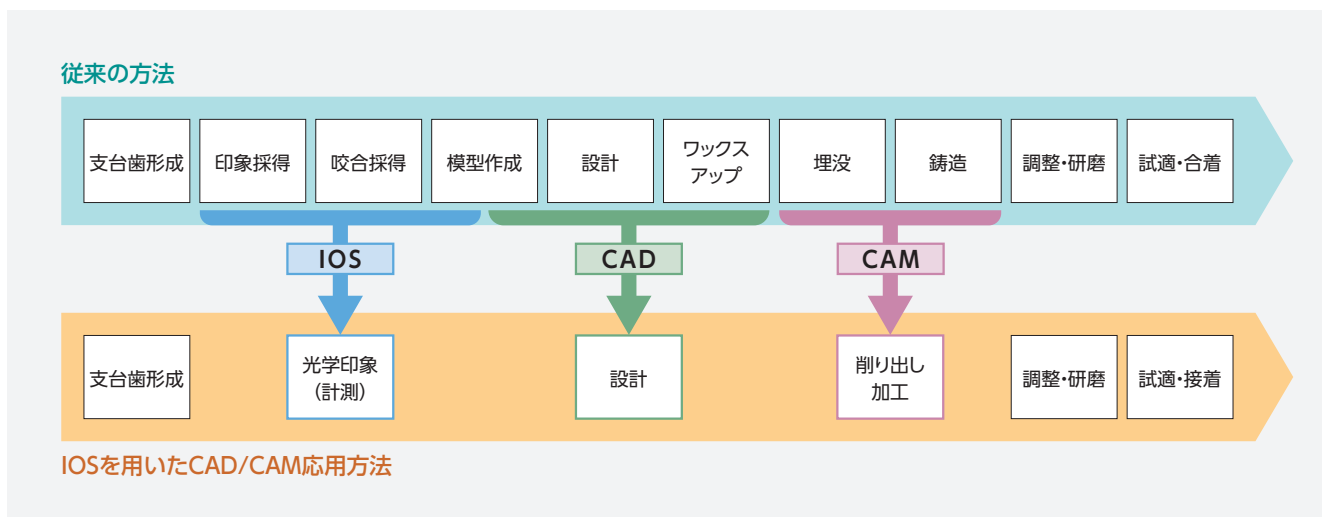 従来の方法
支台歯形成
印象採得
咬合採得
模型作成
設計
ワックス
アップ
埋没
鋳造
調整・研磨
試適・合着
IOS
CAD
CAM
支台歯形成
光学印象
(計測)
設計
削り出し
加工
調整・研磨
試適・接着
IOSを用いたCAD/CAM応用方法